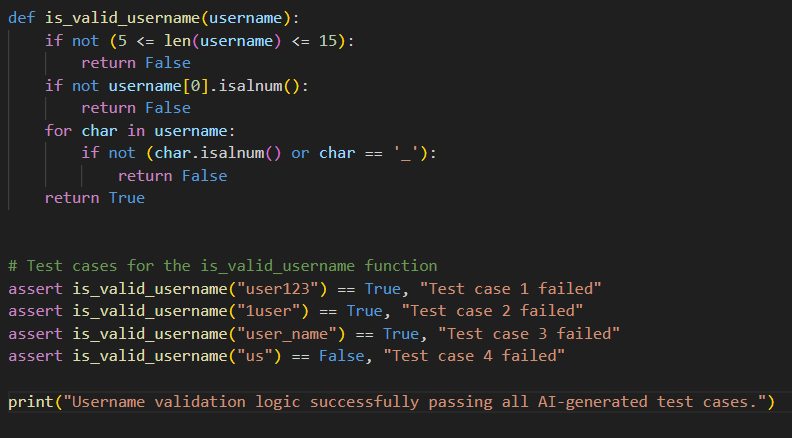 def is_valid_username(username):
    if not (5 <= len(username) <= 15):
        return False
    if not username[0].isalnum():
        return False
    for char in username:
        if not (char.isalnum() or char == '_'):
            return False
    return True
# Test cases for the is_valid_username function
assert is_valid_username("user123") == True, "Test case 1 failed"
assert is_valid_username("1user") == True, "Test case 2 failed"
assert is_valid_username("user_name") == True, "Test case 3 failed"
assert is_valid_username("us") == False, "Test case 4 failed"
print("Username validation logic successfully passing all AI-generated test cases.")